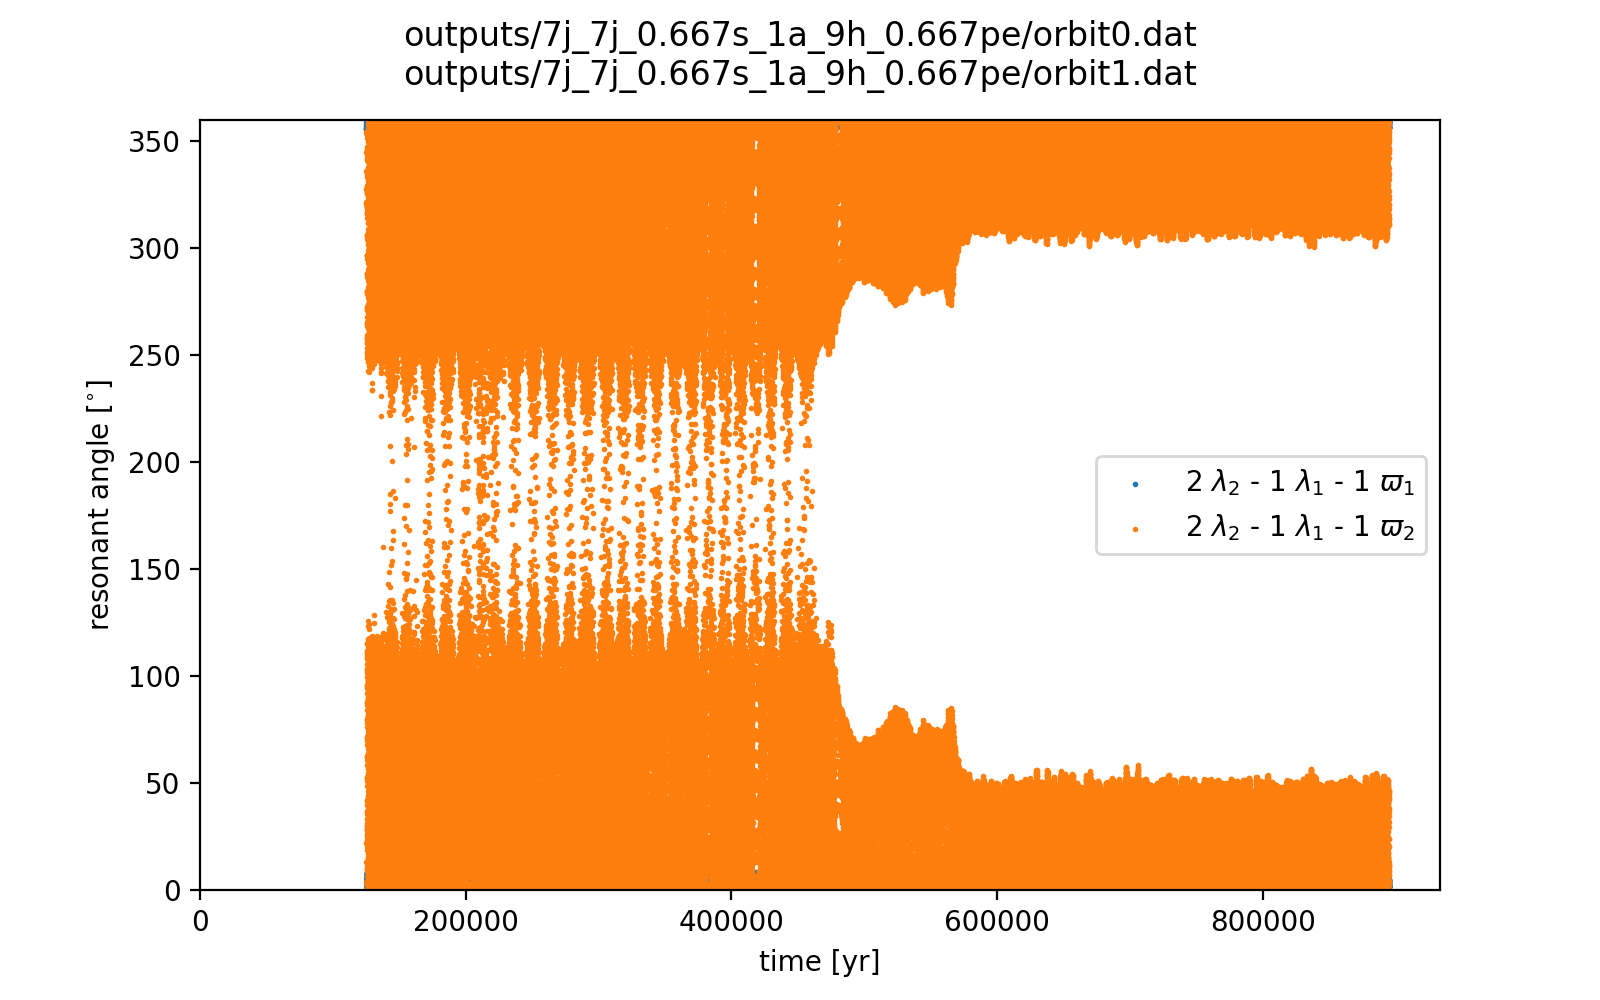 outputs/7j_7j_0.667s_1a_9h_0.667pe/orbit0.dat
outputs/7j_7j_0.667s_1a_9h_0.667pe/orbit1.dat
350
300
250
200
150
100
50
0
resonant angle [°]
2 λ₂ - 1 λ₁ - 1 ϖ₁
2 λ₂ - 1 λ₁ - 1 ϖ₂
0
200000
400000
600000
800000
time [yr]